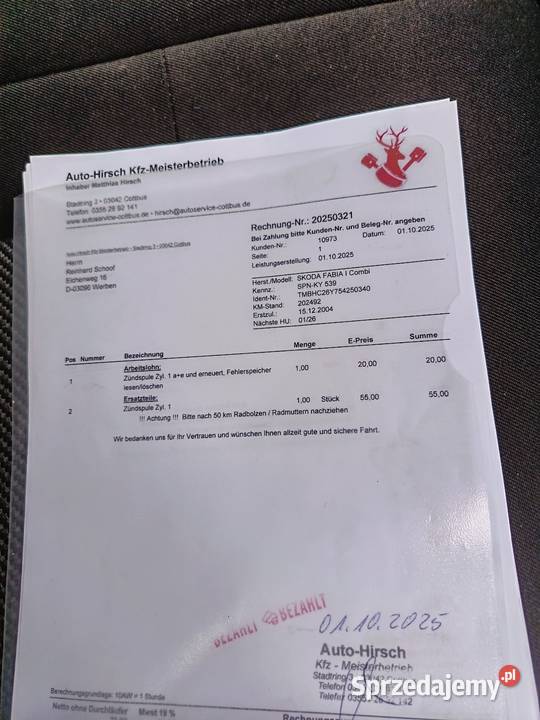 Auto-Hirsch Kfz-Meisterbetrieb
Inhaber Matthias Hirsch
Stadtring 3 • 03042 Cottbus
Telefon 0355 28 92 141
www.autoservice-cottbus.de • hirsch@autoservice-cottbus.de
Rechnung-Nr.: 20250321
Bei Zahlung bitte Kunden-Nr. und Beleg-Nr. angeben
Kunden-Nr.: 10973 Datum: 01.10.2025
Seite: 1
Leistungserstellung: 01.10.2025
Herrn
Reinhard Schoof
Eichenweg 16
D-03096 Werben
Herst./Modell: SKODA FABIA I Combi
Kennz.: SPN-KY 539
Ident-Nr.: TMBHC26Y754250340
KM-Stand: 202492
Erstzul.: 15.12.2004
Nächste HU: 01/26
Pos Nummer Bezeichnung Menge E-Preis Summe
Arbeitslohn:
1 Zündspule Zyl. 1 a+e und erneuert, Fehlerspeicher 1,00 20,00 20,00
lesen/löschen
Ersatzteile:
2 Zündspule Zyl. 1 1,00 Stück 55,00 55,00
!!! Achtung !!! Bitte nach 50 km Radbolzen / Radmuttern nachziehen
Wir bedanken uns für Ihr Vertrauen und wünschen Ihnen allzeit gute und sichere Fahrt.
BEZAHLT BEZAHLT
01.10.2025
Auto-Hirsch
Kfz - Meisterbetrieb
Stadtring 3 03042 Cottbus
Telefon 0355
Berechnungsgrundlage: 10AW = 1 Stunde
Netto ohne Durchläufer Mwst 19 %
Sprzedajemy.pl